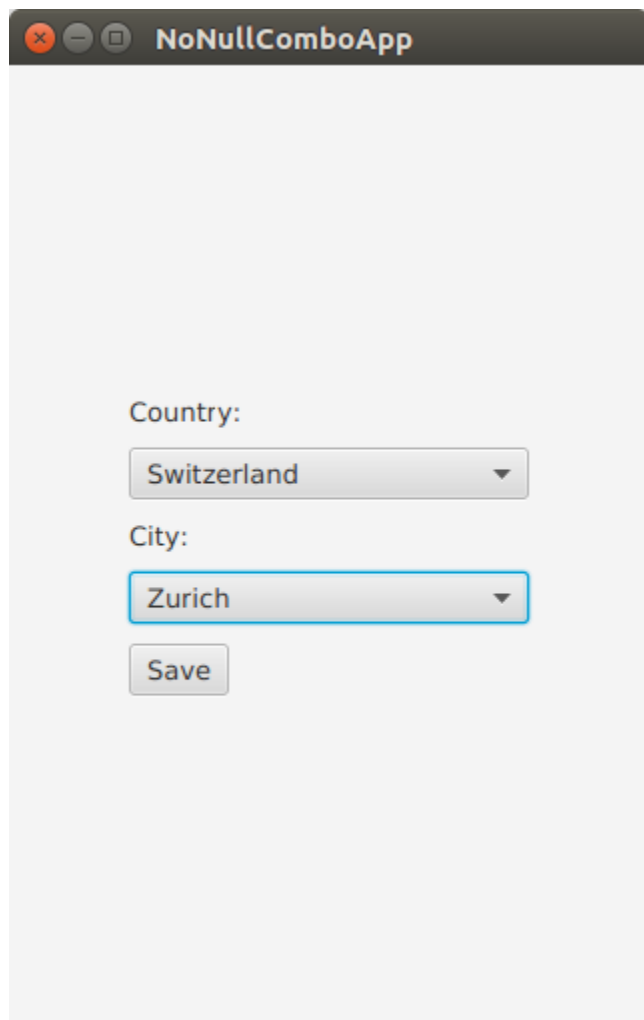 NoNullComboApp
Country:
Switzerland
City:
Zurich
Save